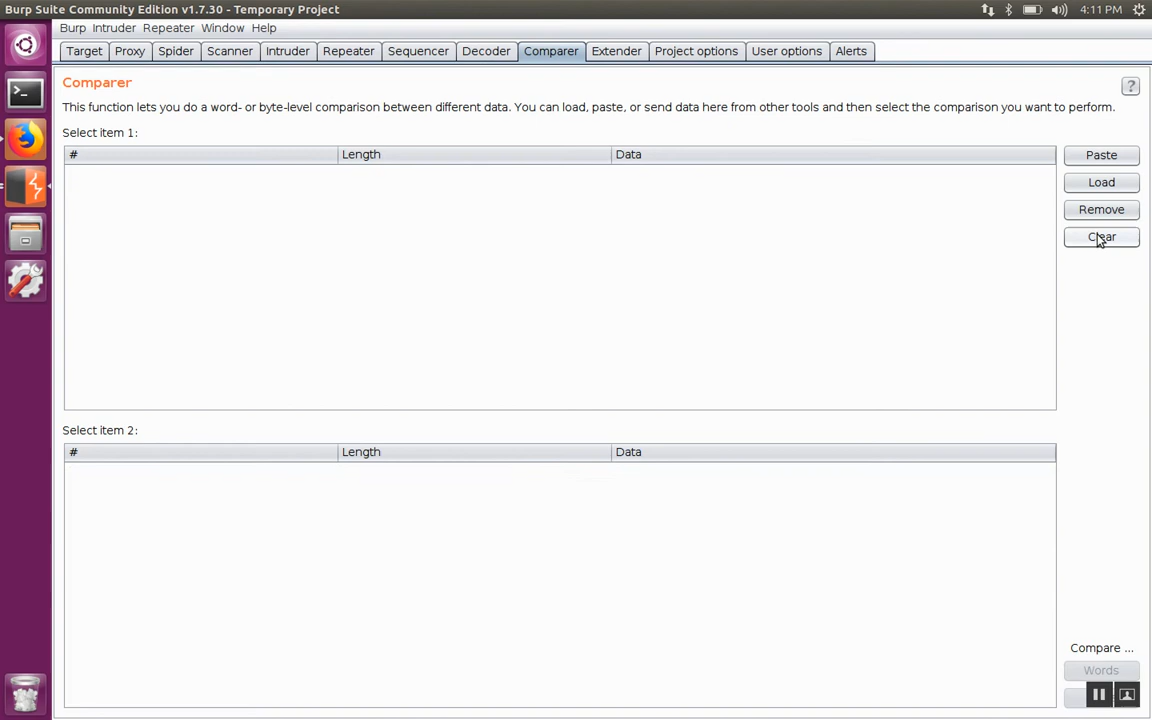 Burp Suite Community Edition v1.7.30 - Temporary Project
4:11 PM
Burp Intruder Repeater Window Help
Target Proxy Spider Scanner Intruder Repeater Sequencer Decoder Comparer Extender Project options User options Alerts
Comparer
?
This function lets you do a word- or byte-level comparison between different data. You can load, paste, or send data here from other tools and then select the comparison you want to perform.
Select item 1:
# Length Data
Paste
Load
Remove
Clear
Select item 2:
# Length Data
Compare ...
Words